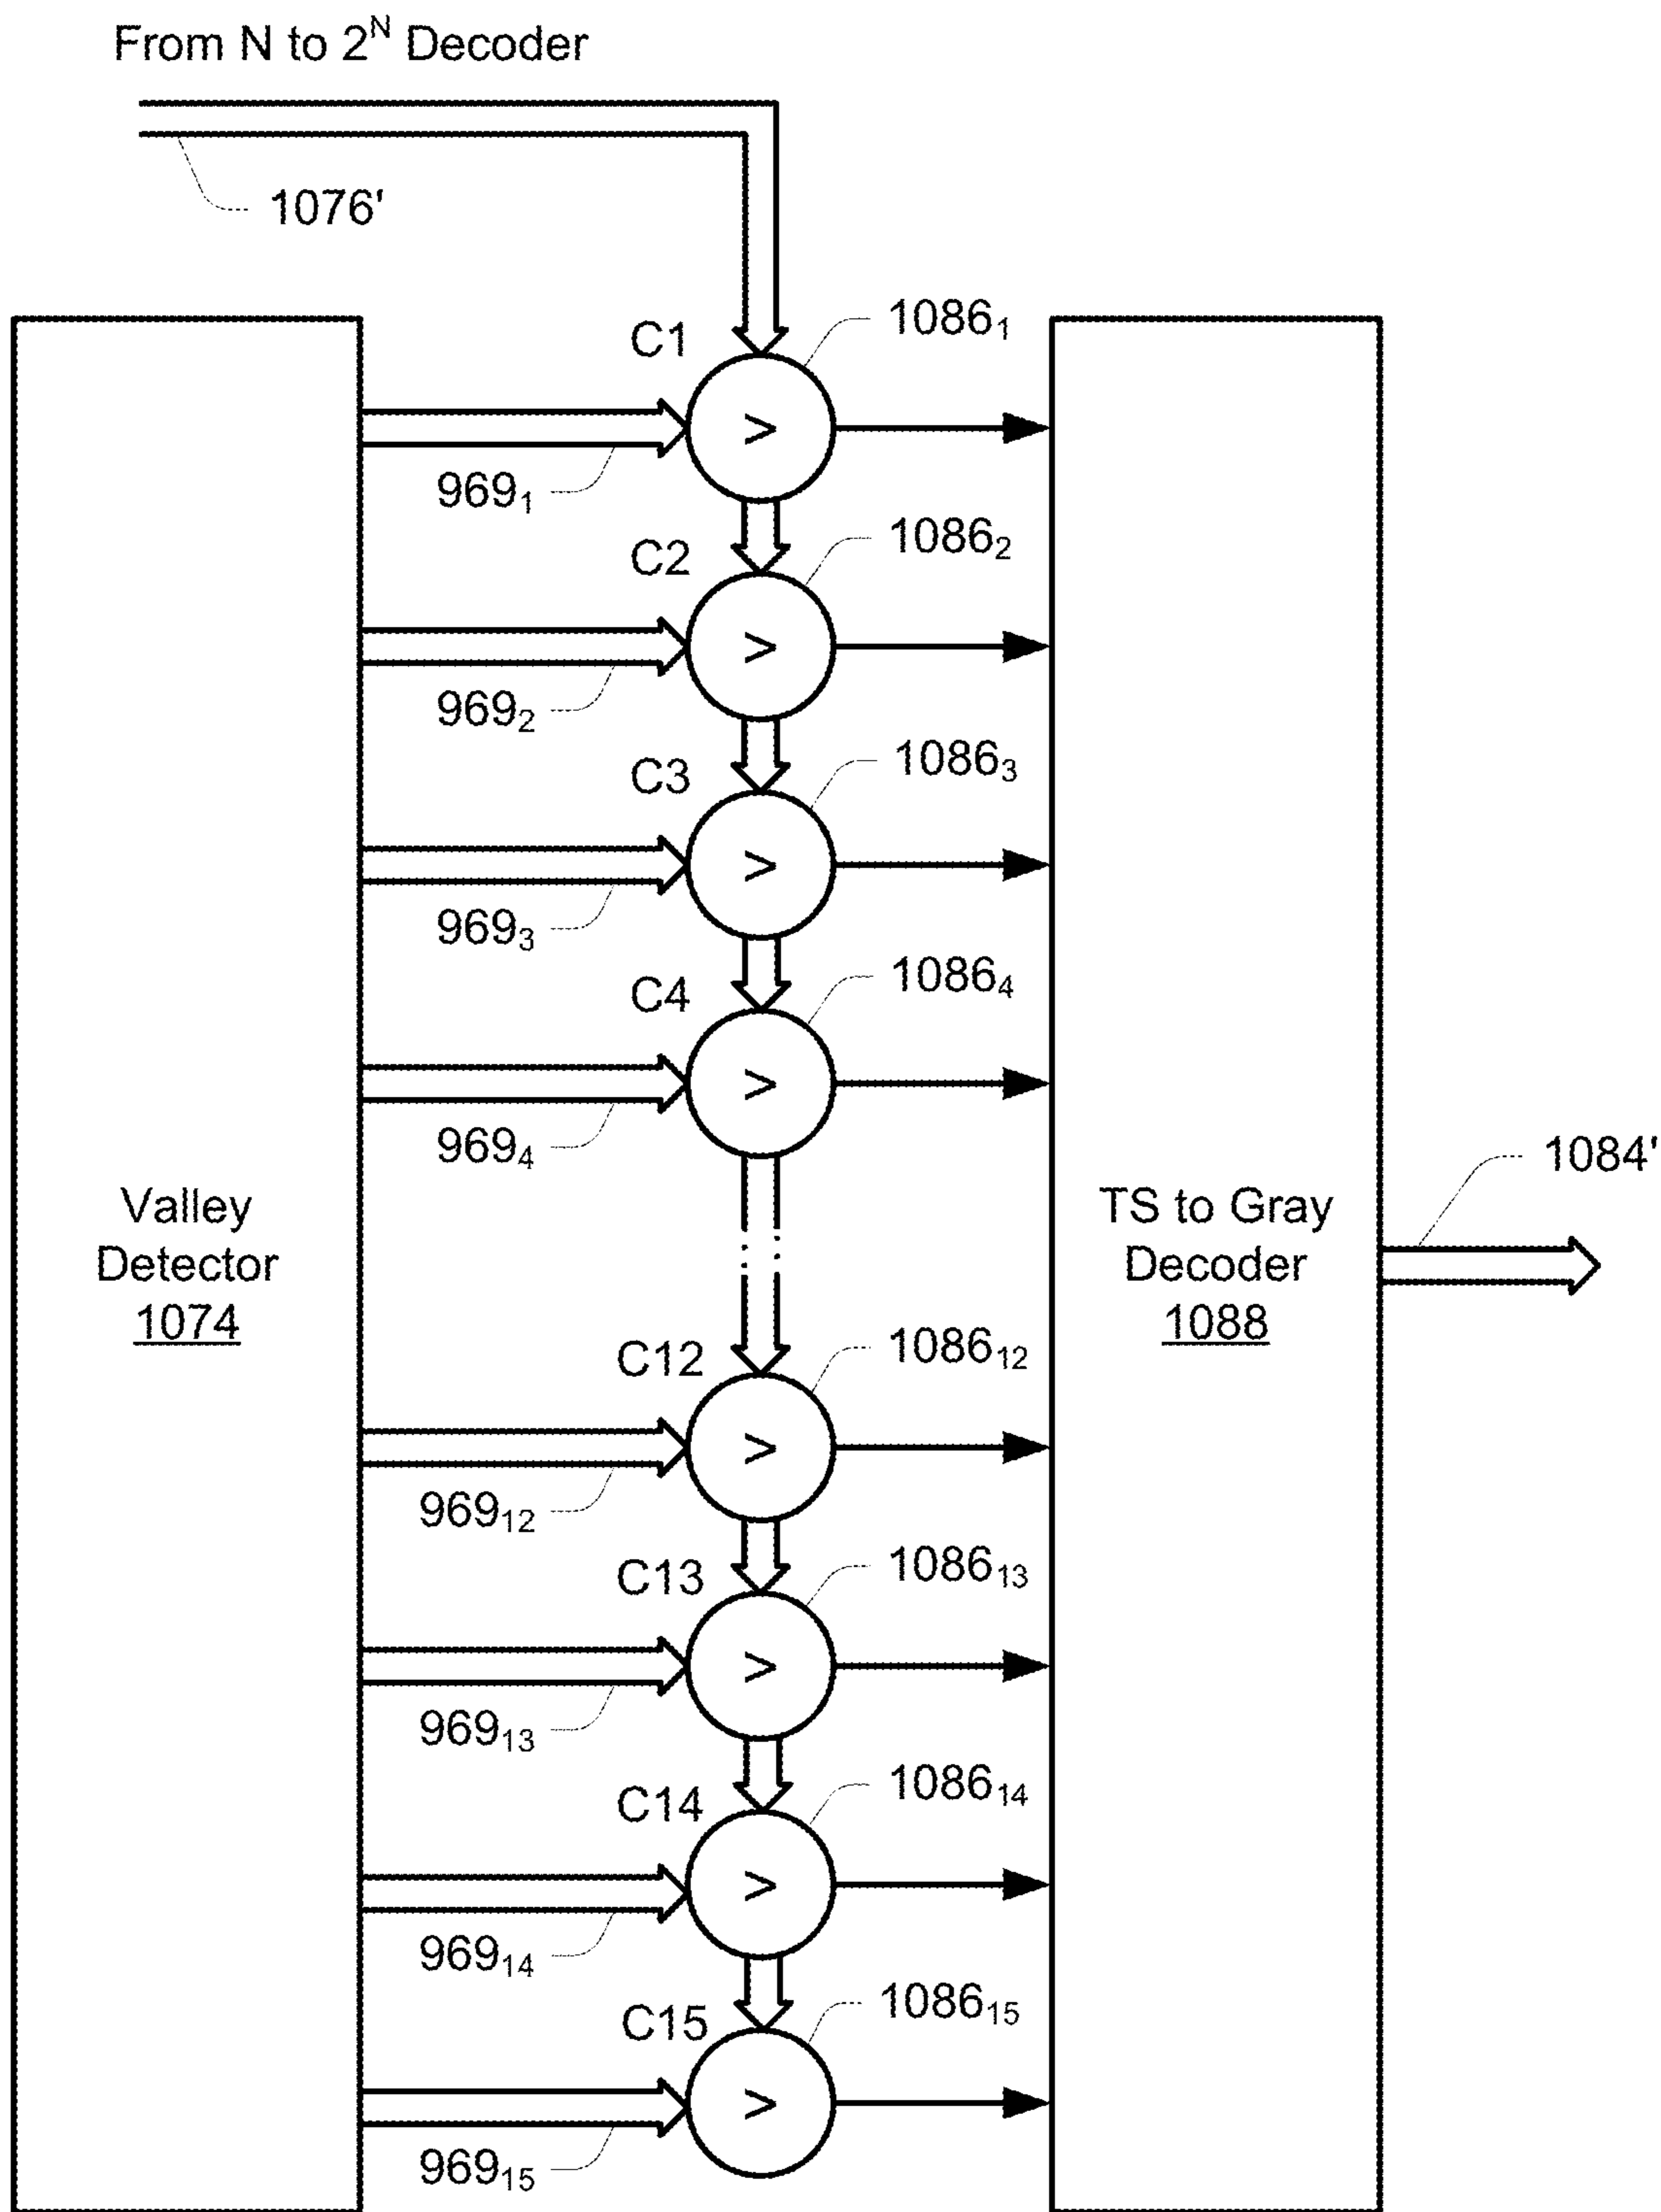 From N to 2^N Decoder
1076'
C1
1086₁
>
969₁
C2
1086₂
>
969₂
C3
1086₃
>
969₃
C4
1086₄
>
969₄
Valley
Detector
1074
TS to Gray
Decoder
1088
1084'
C12
1086₁₂
>
969₁₂
C13
1086₁₃
>
969₁₃
C14
1086₁₄
>
969₁₄
C15
1086₁₅
>
969₁₅